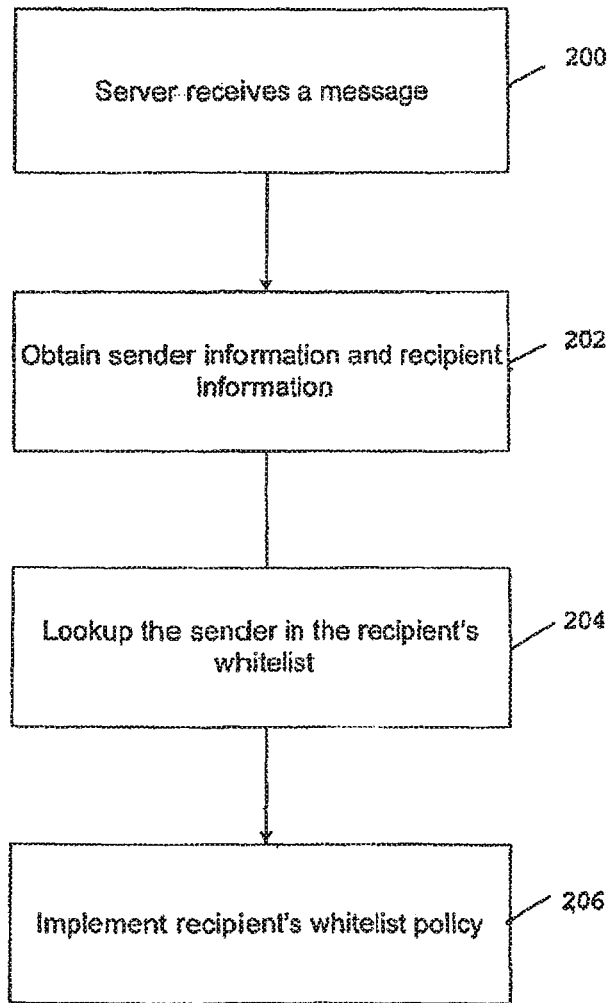 Server receives a message
200
Obtain sender information and recipient
information
202
Lookup the sender in the recipient's
whitelist
204
Implement recipient's whitelist policy
206